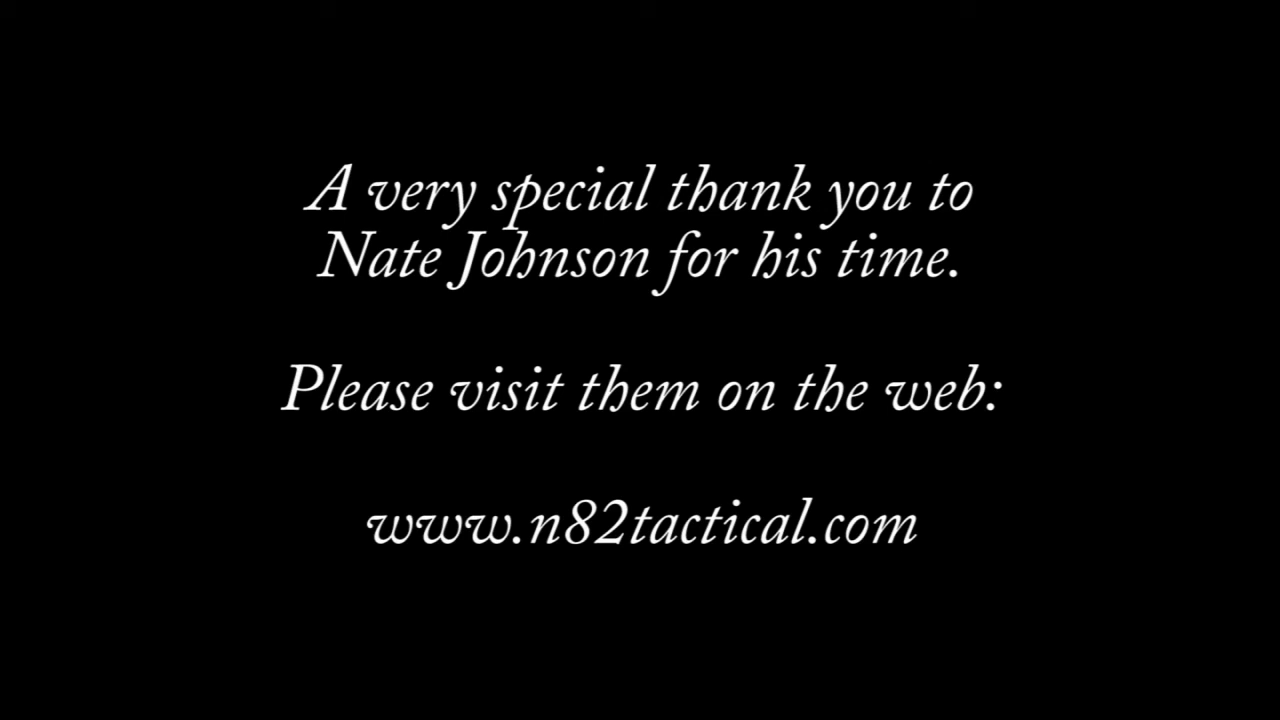 A very special thank you to
Nate Johnson for his time.
Please visit them on the web:
www.n82tactical.com